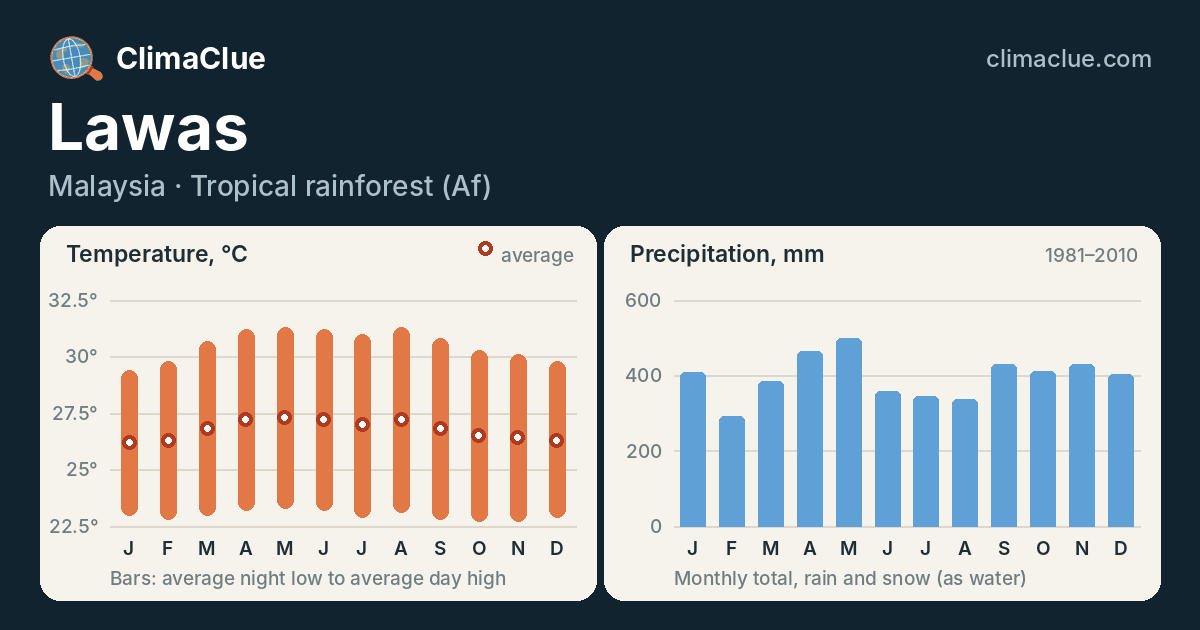 ClimaClue
climaclue.com
Lawas
Malaysia · Tropical rainforest (Af)
Temperature, °C
average
32.5°
30°
27.5°
25°
22.5°
J F M A M J J A S O N D
Bars: average night low to average day high
Precipitation, mm
1981–2010
600
400
200
0
J F M A M J J A S O N D
Monthly total, rain and snow (as water)